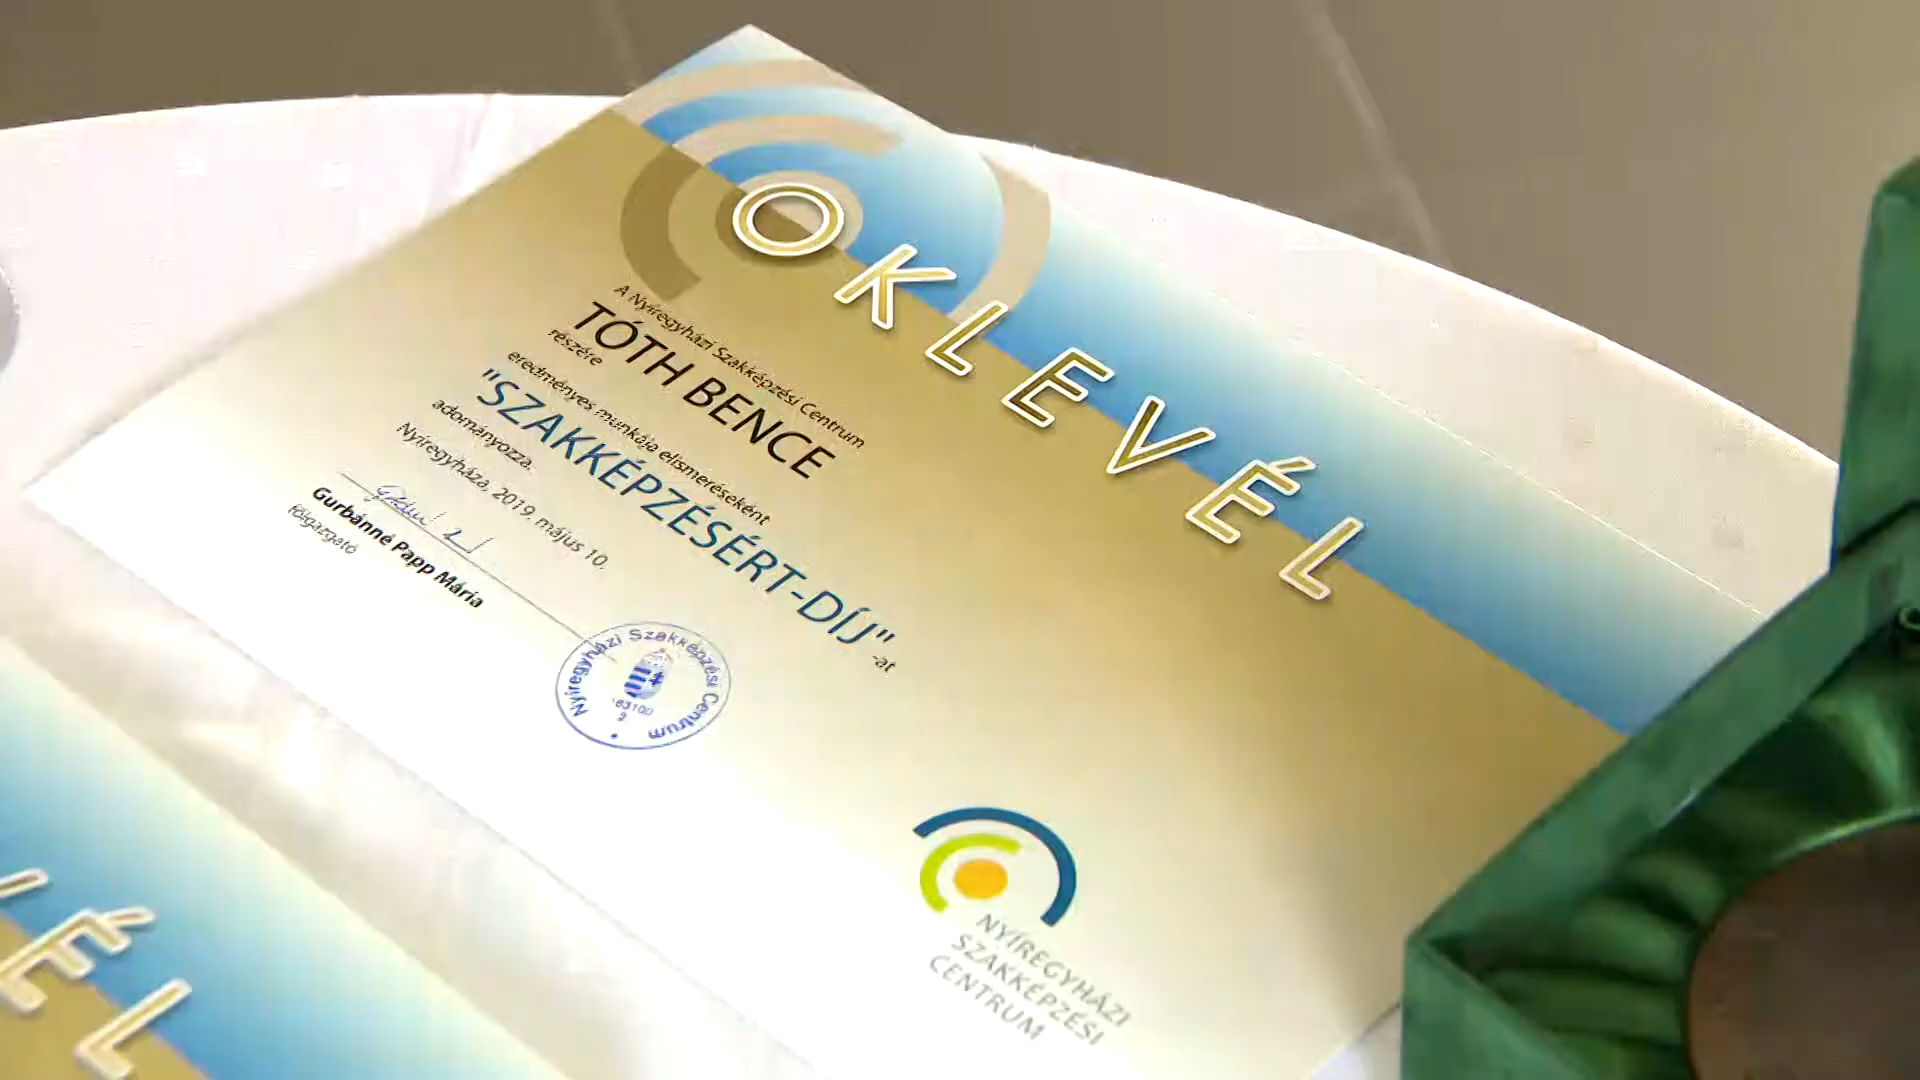 OKLEVÉL
A Nyíregyházi Szakképzési Centrum
TÓTH BENCE
részére
eredményes munkája elismeréseként
"SZAKKÉPZÉSÉRT-DÍJ" -at
adományozza.
Nyíregyháza, 2019. május 10.
Gurbánné Papp Mária
főigazgató
Nyíregyházi Szakképzési Centrum
NYÍREGYHÁZI
SZAKKÉPZÉSI
CENTRUM
VÉL